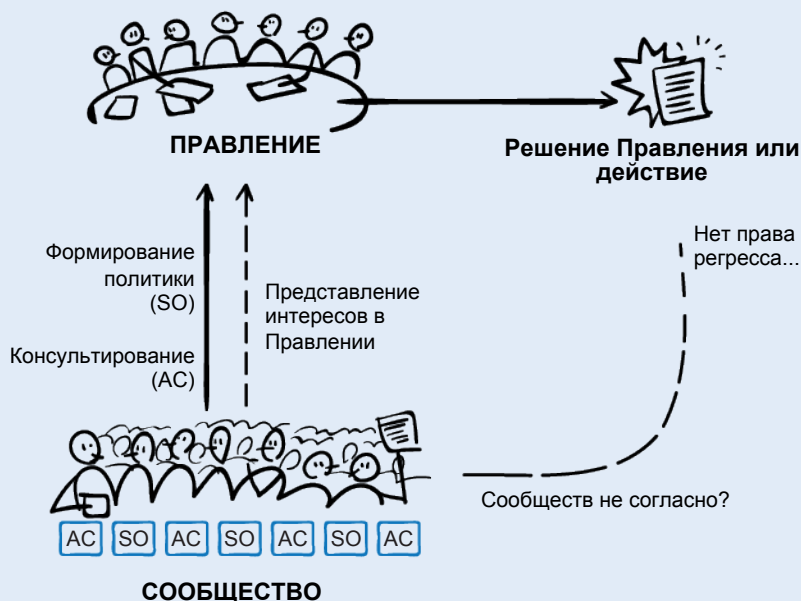 ПРАВЛЕНИЕ
Решение Правления или
действие
Формирование
политики
(SO)
Консультирование
(AC)
Представление
интересов в
Правлении
Нет права
регресса...
Сообществ не согласно?
AC SO AC SO AC SO AC
СООБЩЕСТВО